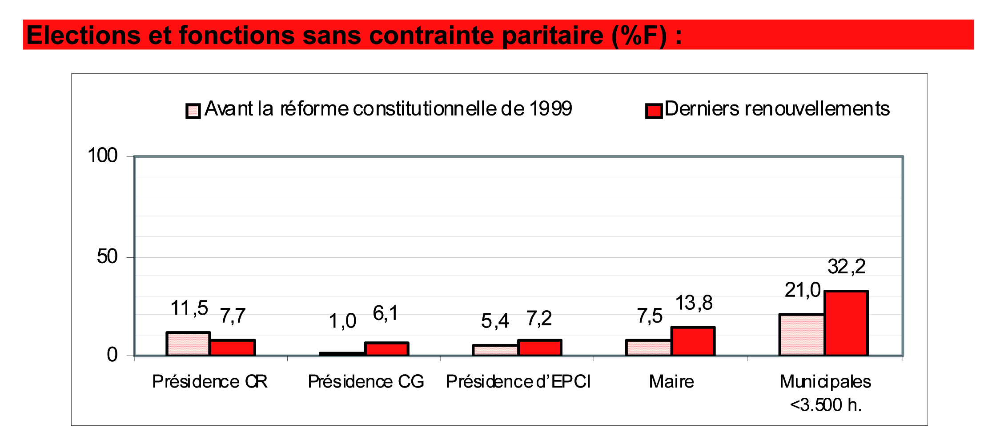 Elections et fonctions sans contrainte paritaire (%F) :
Avant la réforme constitutionnelle de 1999 Derniers renouvellements
100
50
0
11,5 7,7 1,0 6,1 5,4 7,2 7,5 13,8 21,0 32,2
Présidence CR Présidence CG Présidence d’EPCI Maire Municipales
<3.500 h.